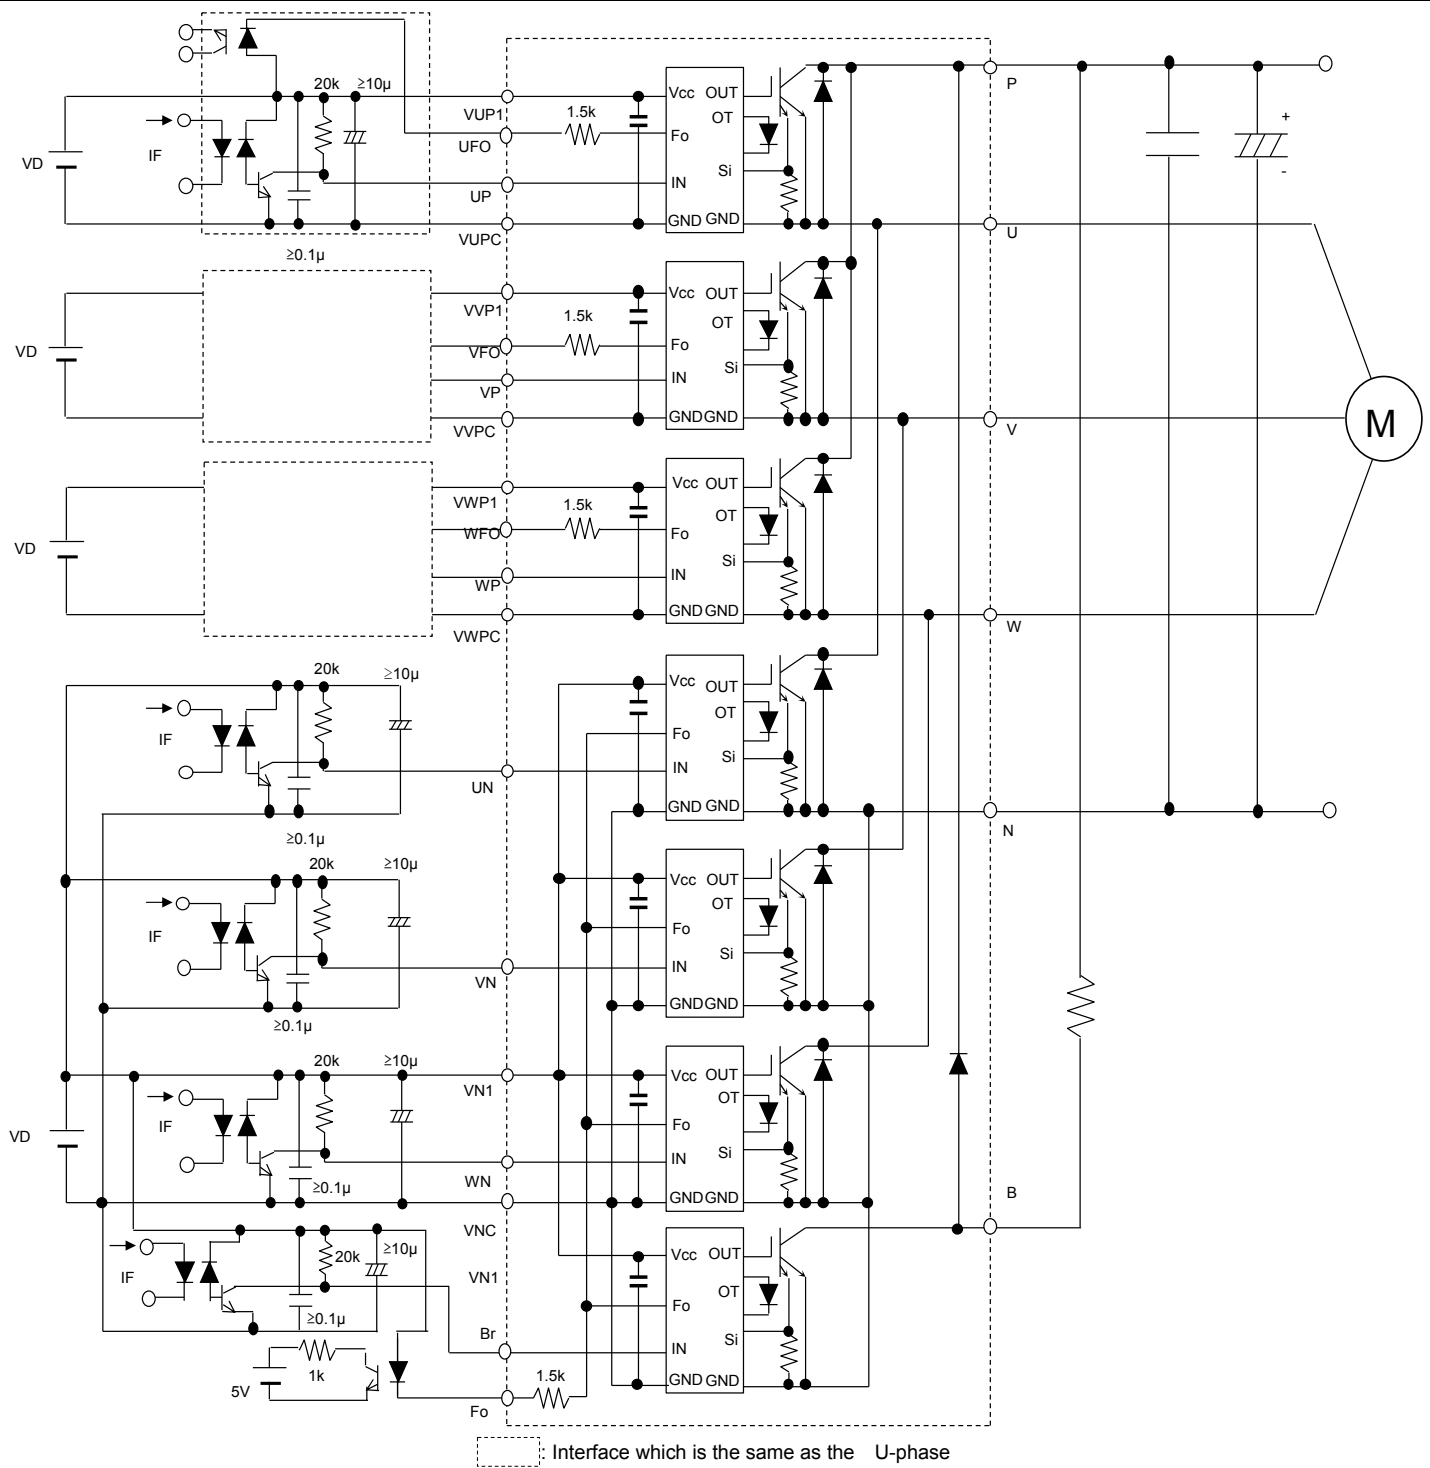 20k
≥10μ
VUP1
1.5k
Vcc
OUT
P
UFO
OT
Fo
+
VD
IF
Si
-
UP
IN
VUPC
GND
GND
U
≥0.1μ
VVP1
1.5k
Vcc
OUT
OT
VD
VFO
Fo
Si
VP
IN
VVPC
GND
GND
V
M
VWP1
1.5k
Vcc
OUT
OT
WFO
Fo
VD
Si
WP
IN
VWPC
GND
GND
W
20k
≥10μ
Vcc
OUT
OT
IF
Fo
Si
UN
IN
GND
GND
N
≥0.1μ
20k
≥10μ
Vcc
OUT
OT
IF
Fo
Si
VN
IN
GND
GND
≥0.1μ
20k
≥10μ
VN1
Vcc
OUT
OT
VD
IF
Fo
Si
WN
IN
≥0.1μ
GND
GND
B
VNC
20k
≥10μ
Vcc
OUT
IF
VN1
OT
≥0.1μ
Fo
Br
Si
IN
1k
1.5k
5V
GND
GND
Fo
: Interface which is the same as the U-phase